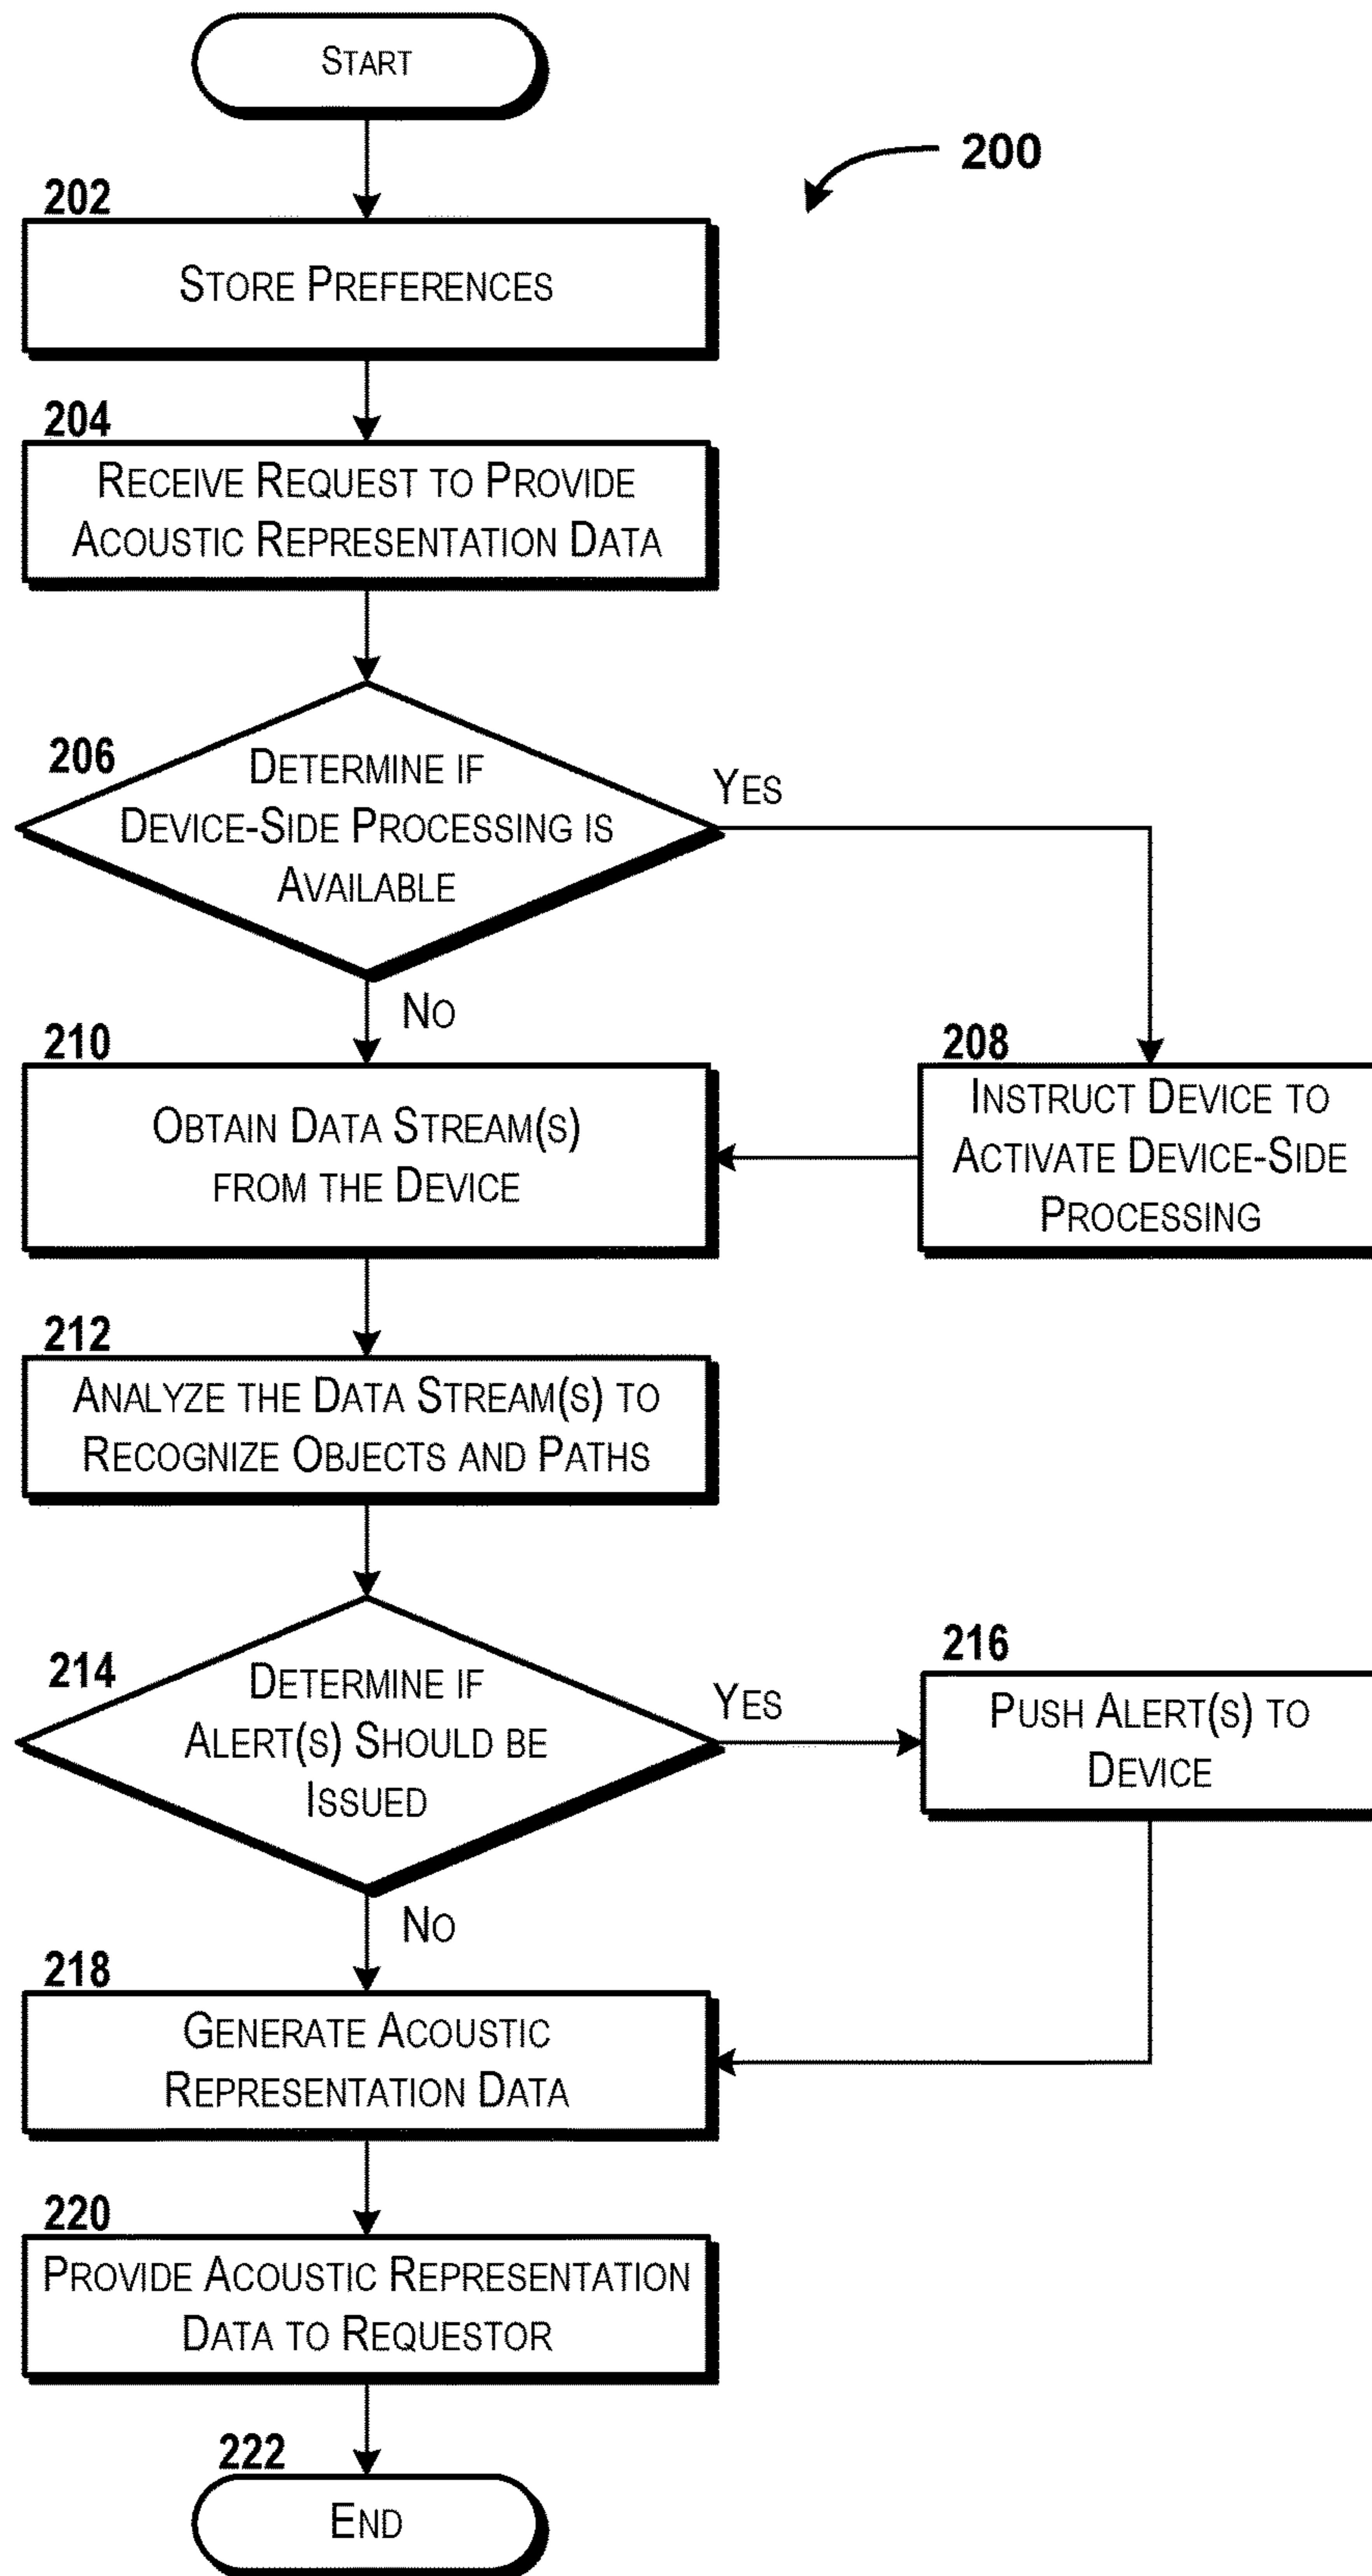 START
200
202
STORE PREFERENCES
204
RECEIVE REQUEST TO PROVIDE
ACOUSTIC REPRESENTATION DATA
206
DETERMINE IF
DEVICE-SIDE PROCESSING IS
AVAILABLE
YES
NO
208
INSTRUCT DEVICE TO
ACTIVATE DEVICE-SIDE
PROCESSING
210
OBTAIN DATA STREAM(S)
FROM THE DEVICE
212
ANALYZE THE DATA STREAM(S) TO
RECOGNIZE OBJECTS AND PATHS
214
DETERMINE IF
ALERT(S) SHOULD BE
ISSUED
YES
NO
216
PUSH ALERT(S) TO
DEVICE
218
GENERATE ACOUSTIC
REPRESENTATION DATA
220
PROVIDE ACOUSTIC REPRESENTATION
DATA TO REQUESTOR
222
END